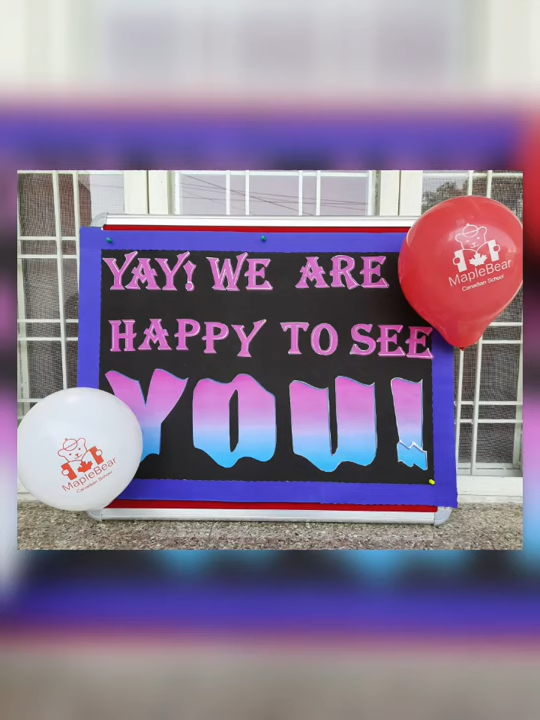 YAY! WE ARE
HAPPY TO SEE
YOU!
MapleBear
Canadian School
MapleBear
Canadian School